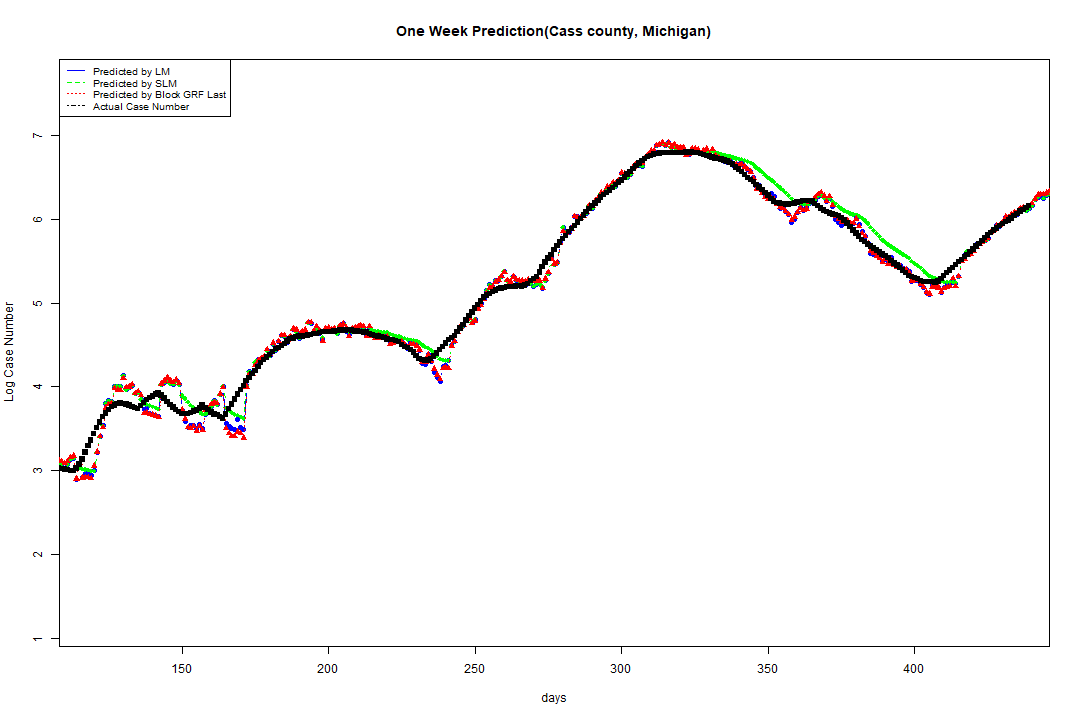 One Week Prediction(Cass county, Michigan)
Predicted by LM
Predicted by SLM
Predicted by Block GRF Last
Actual Case Number
7
6
5
4
3
2
1
Log Case Number
150 200 250 300 350 400
days